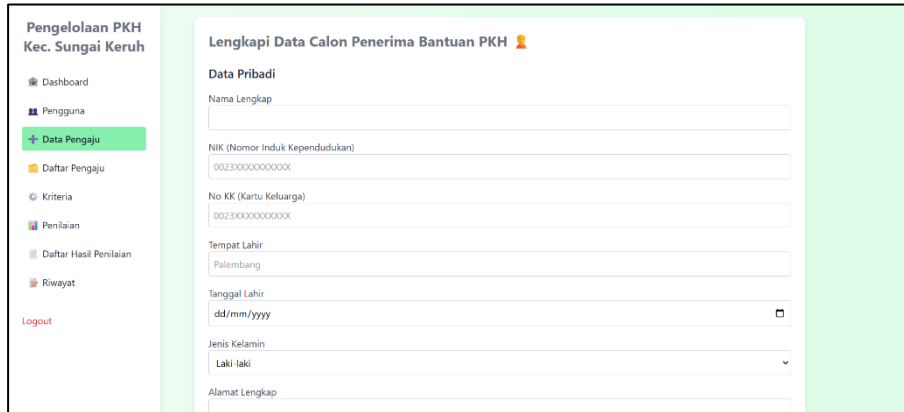 Pengelolaan PKH
Kec. Sungai Keruh
Dashboard
Pengguna
Data Pengaju
Daftar Pengaju
Kriteria
Penilaian
Daftar Hasil Penilaian
Riwayat
Logout
Lengkapi Data Calon Penerima Bantuan PKH
Data Pribadi
Nama Lengkap
NIK (Nomor Induk Kependudukan)
0023XXXXXXXXXX
No KK (Kartu Keluarga)
0023XXXXXXXXXX
Tempat Lahir
Palembang
Tanggal Lahir
dd/mm/yyyy
Jenis Kelamin
Laki-laki
Alamat Lengkap